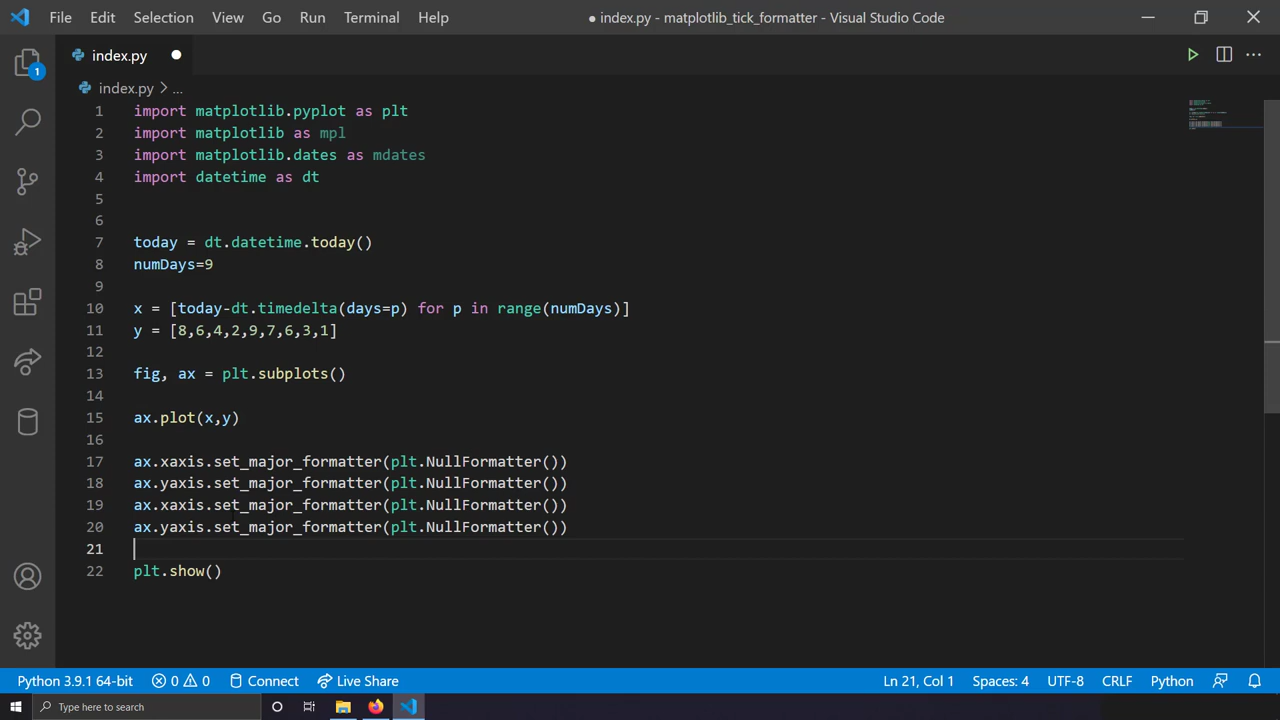 File Edit Selection View Go Run Terminal Help ● index.py - matplotlib_tick_formatter - Visual Studio Code
index.py
1
index.py > ...
1 import matplotlib.pyplot as plt
2 import matplotlib as mpl
3 import matplotlib.dates as mdates
4 import datetime as dt
5
6
7 today = dt.datetime.today()
8 numDays=9
9
10 x = [today-dt.timedelta(days=p) for p in range(numDays)]
11 y = [8,6,4,2,9,7,6,3,1]
12
13 fig, ax = plt.subplots()
14
15 ax.plot(x,y)
16
17 ax.xaxis.set_major_formatter(plt.NullFormatter())
18 ax.yaxis.set_major_formatter(plt.NullFormatter())
19 ax.xaxis.set_major_formatter(plt.NullFormatter())
20 ax.yaxis.set_major_formatter(plt.NullFormatter())
21
22 plt.show()
Python 3.9.1 64-bit 0 0 Connect Live Share Ln 21, Col 1 Spaces: 4 UTF-8 CRLF Python
Type here to search